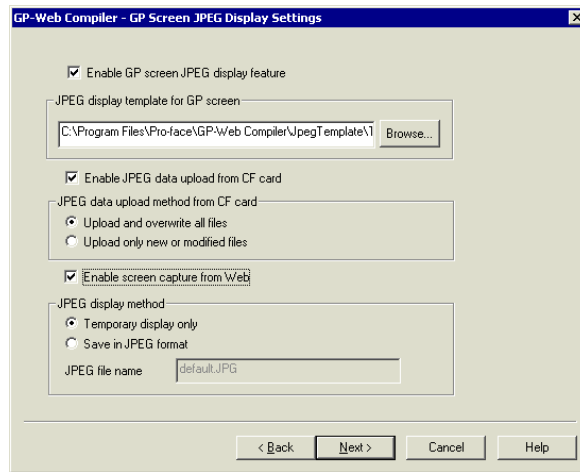 GP-Web Compiler - GP Screen JPEG Display Settings
Enable GP screen JPEG display feature
JPEG display template for GP screen
C:\Program Files\Pro-face\GP-Web Compiler\JpegTemplate\1
Browse...
Enable JPEG data upload from CF card
JPEG data upload method from CF card
Upload and overwrite all files
Upload only new or modified files
Enable screen capture from Web
JPEG display method
Temporary display only
Save in JPEG format
JPEG file name
default.JPG
< Back
Next >
Cancel
Help